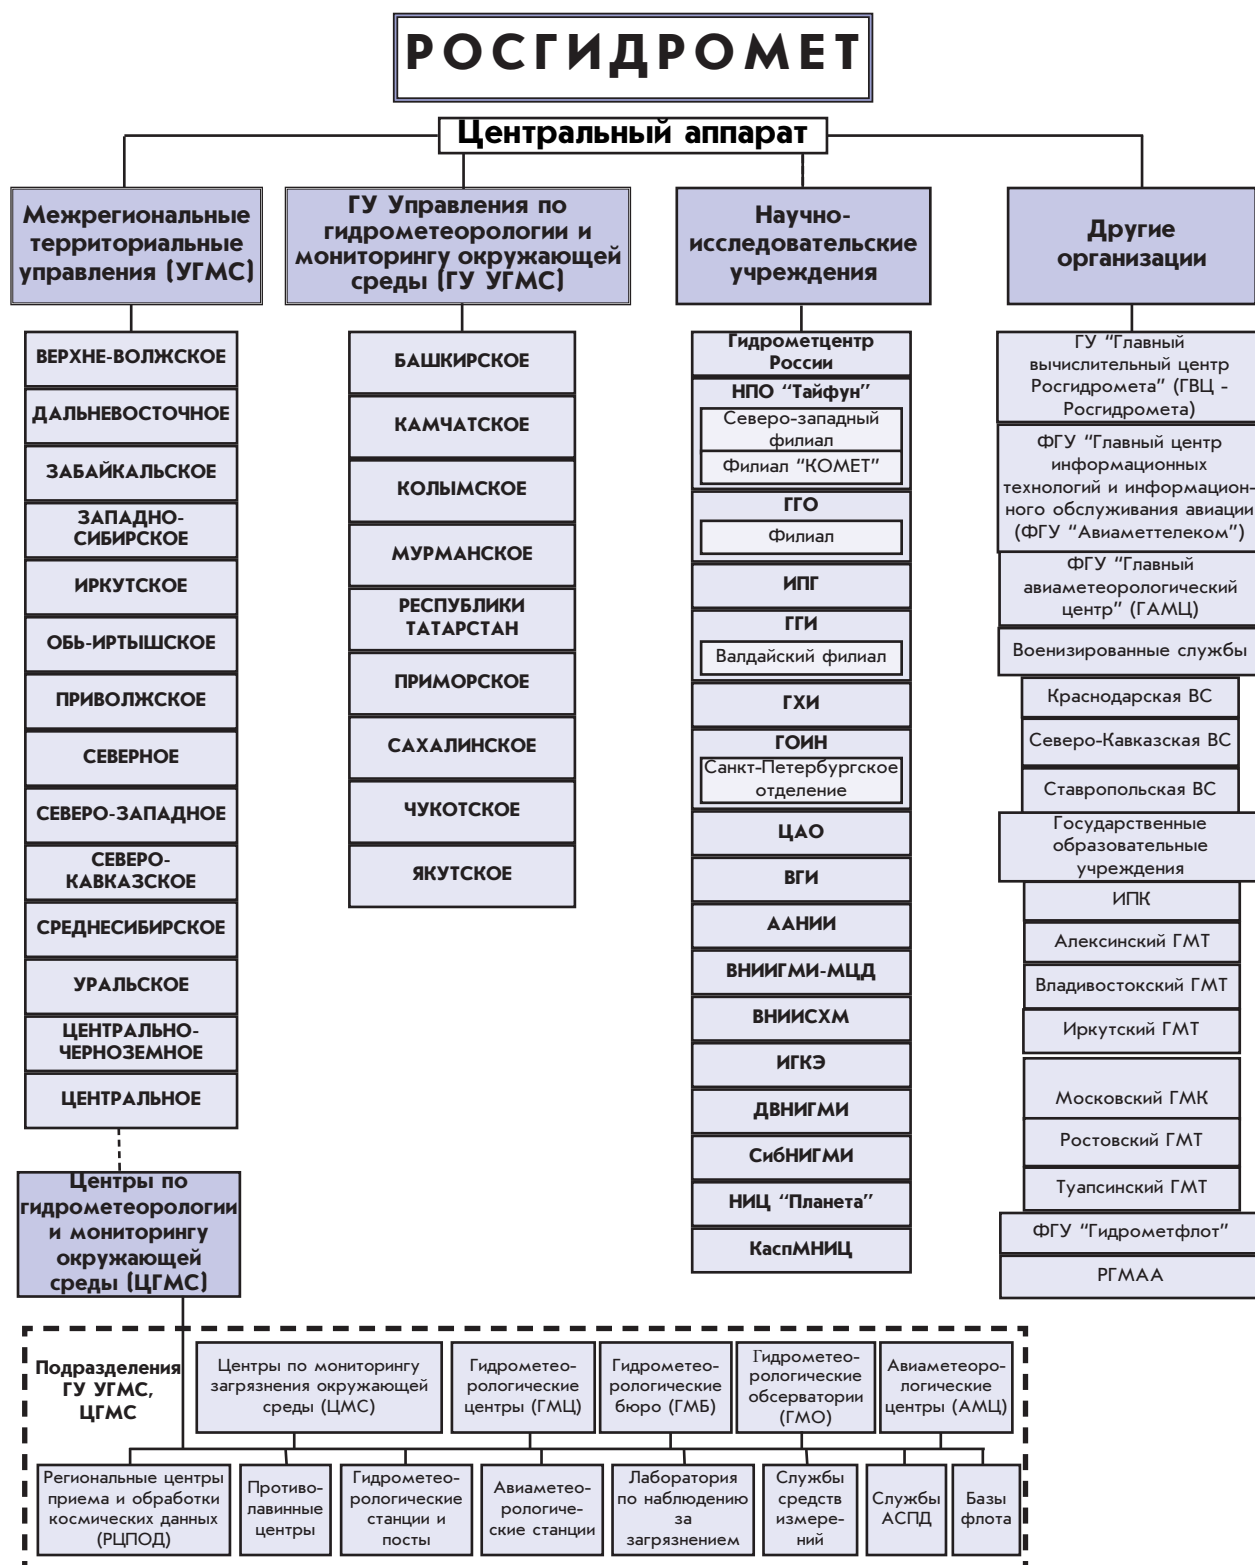 РОСГИДРОМЕТ
Центральный аппарат
Межрегиональные
территориальные
управления (УГМС)
ГУ Управления по
гидрометеорологии и
мониторингу окружающей
среды (ГУ УГМС)
Научно-
исследовательские
учреждения
Другие
организации
ВЕРХНЕ-ВОЛЖСКОЕ
ДАЛЬНЕВОСТОЧНОЕ
ЗАБАЙКАЛЬСКОЕ
ЗАПАДНО-
СИБИРСКОЕ
ИРКУТСКОЕ
ОБЬ-ИРТЫШСКОЕ
ПРИВОЛЖСКОЕ
СЕВЕРНОЕ
СЕВЕРО-ЗАПАДНОЕ
СЕВЕРО-
КАВКАЗСКОЕ
СРЕДНЕСИБИРСКОЕ
УРАЛЬСКОЕ
ЦЕНТРАЛЬНО-
ЧЕРНОЗЕМНОЕ
ЦЕНТРАЛЬНОЕ
Центры по
гидрометеорологии
и мониторингу
окружающей
среды (ЦГМС)
БАШКИРСКОЕ
КАМЧАТСКОЕ
КОЛЫМСКОЕ
МУРМАНСКОЕ
РЕСПУБЛИКИ
ТАТАРСТАН
ПРИМОРСКОЕ
САХАЛИНСКОЕ
ЧУКОТСКОЕ
ЯКУТСКОЕ
Гидрометцентр
России
НПО “Тайфун”
Северо-западный
филиал
Филиал “КОМЕТ”
ГГО
Филиал
ИПГ
ГГИ
Валдайский филиал
ГХИ
ГОИН
Санкт-Петербургское
отделение
ЦАО
ВГИ
ААНИИ
ВНИИГМИ-МЦД
ВНИИСХМ
ИГКЭ
ДВНИГМИ
СибНИГМИ
НИЦ “Планета”
КаспМНИЦ
ГУ “Главный
вычислительный центр
Росгидромета” (ГВЦ -
Росгидромета)
ФГУ “Главный центр
информационных
технологий и информацион-
ного обслуживания авиации
(ФГУ “Авиаметтелеком”)
ФГУ “Главный
авиаметеорологический
центр” (ГАМЦ)
Военизированные службы
Краснодарская ВС
Северо-Кавказская ВС
Ставропольская ВС
Государственные
образовательные
учреждения
ИПК
Алексинский ГМТ
Владивостокский ГМТ
Иркутский ГМТ
Московский ГМК
Ростовский ГМТ
Туапсинский ГМТ
ФГУ “Гидрометфлот”
РГМАА
Подразделения
ГУ УГМС,
ЦГМС
Центры по мониторингу
загрязнения окружающей
среды (ЦМС)
Гидрометео-
рологические
центры (ГМЦ)
Гидрометео-
рологические
бюро (ГМБ)
Гидрометео-
рологические
обсерватории
(ГМО)
Авиаметеоро-
логические
центры (АМЦ)
Региональные центры
приема и обработки
космических данных
(РЦПОД)
Противо-
лавинные
центры
Гидрометео-
рологические
станции и
посты
Авиаметео-
рологиче-
ские станции
Лаборатория
по наблюдению
за
загрязнением
Службы
средств
измере-
ний
Службы
АСПД
Базы
флота